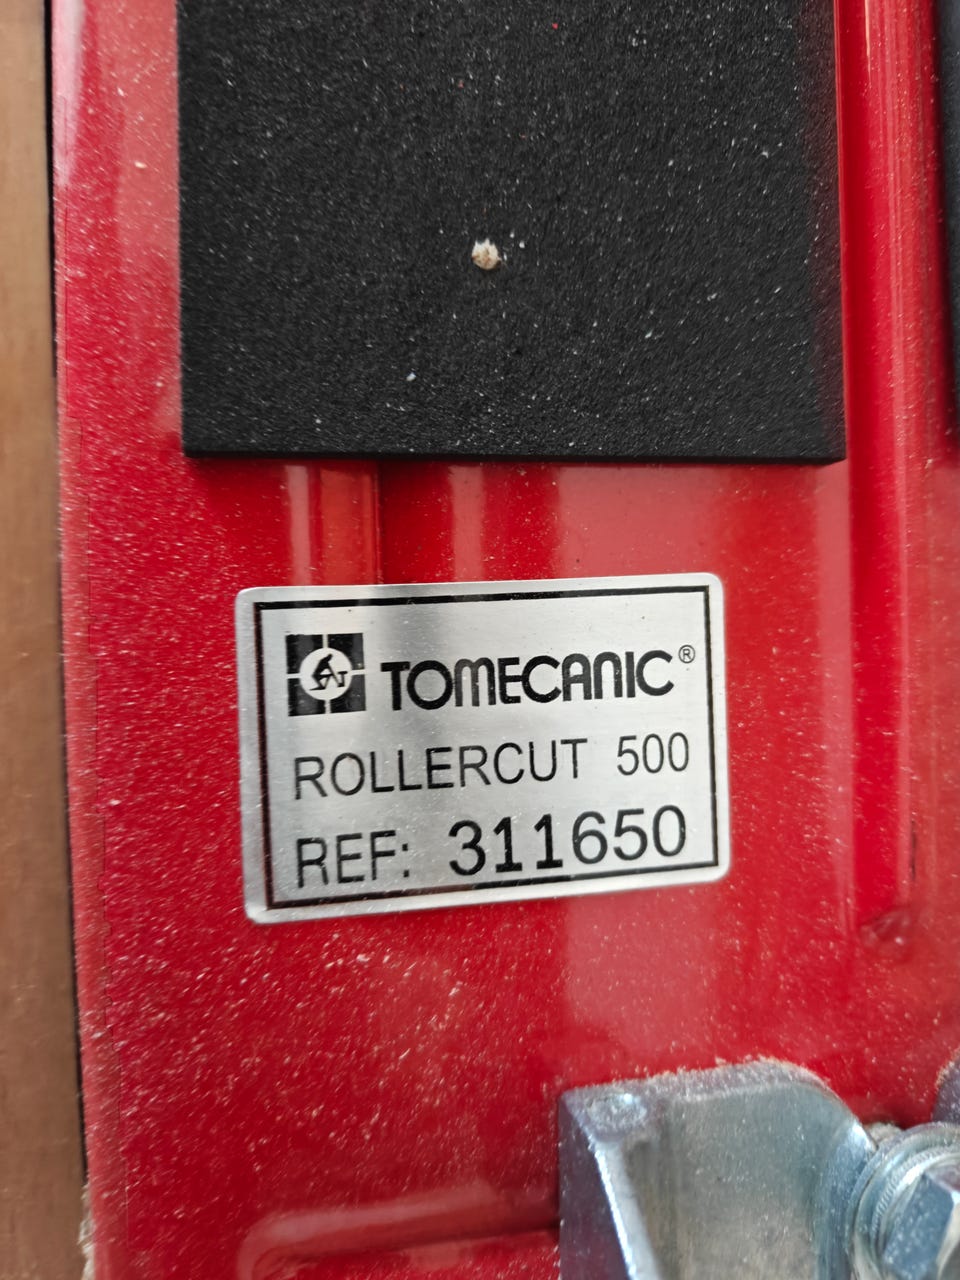 TOMECANIC®
ROLLERCUT 500
REF: 311650